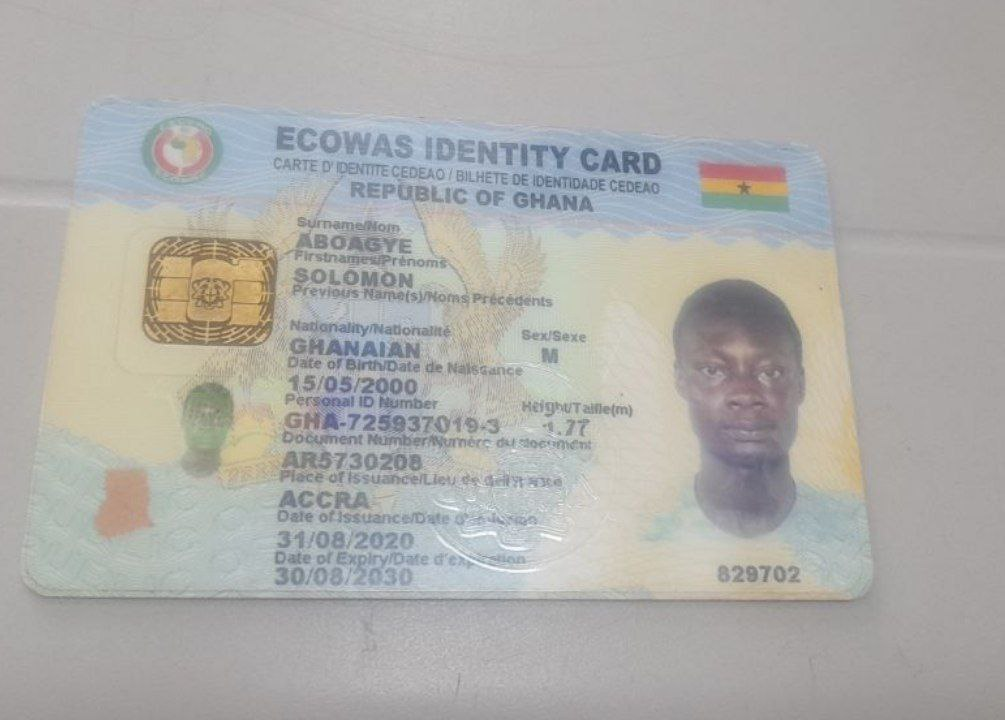 ECOWAS IDENTITY CARD
CARTE D'IDENTITE CEDEAO / BILHETE DE IDENTIDADE CEDEAO
REPUBLIC OF GHANA
Surname/Nom
ABOAGYE
Firstnames/Prénoms
SOLOMON
Previous Name(s)/Noms Précédents
Nationality/Nationalité
GHANAIAN
Sex/Sexe
M
Date of Birth/Date de Naissance
15/05/2000
Personal ID Number
GHA-725937019-3
Height/Taille(m)
1.77
Document Number/Numéro du document
AR5730208
Place of Issuance/Lieu de
ACCRA
Date of Issuance/Date
31/08/2020
Date of Expiry/Date d'expiration
30/08/2030
829702